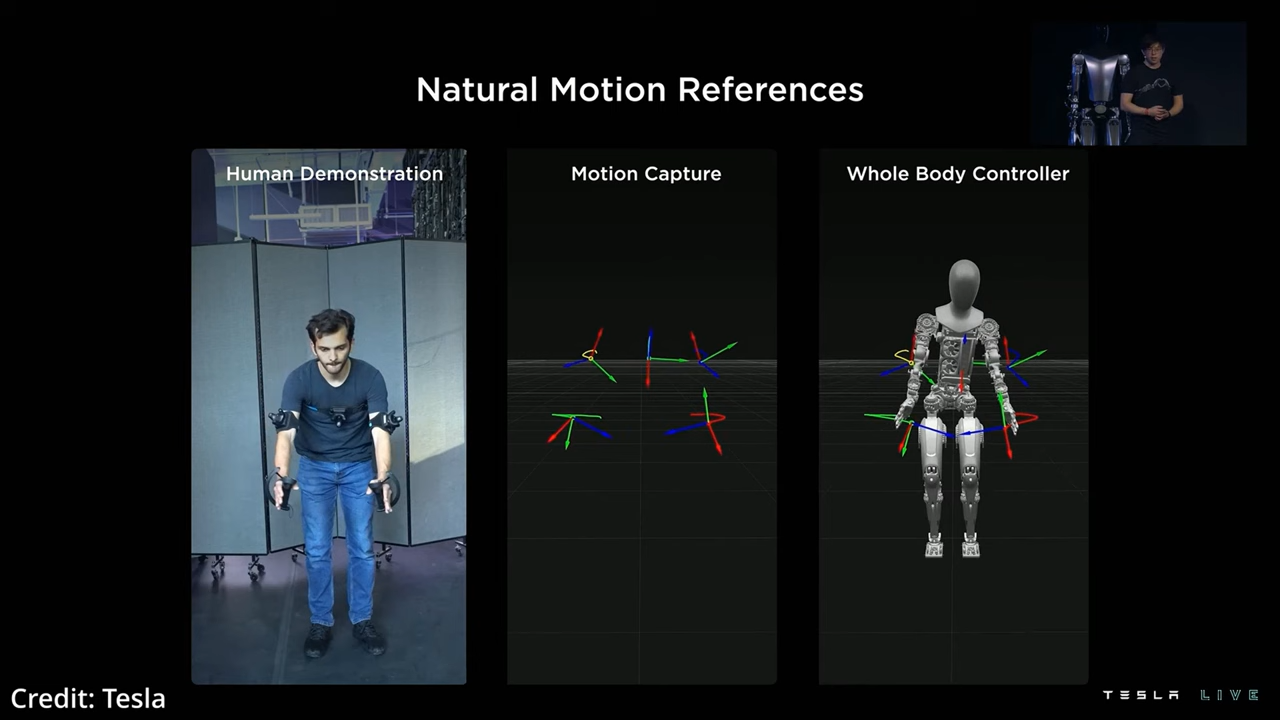 Natural Motion References
Human Demonstration
Motion Capture
Whole Body Controller
Credit: Tesla
TESLA LIVE